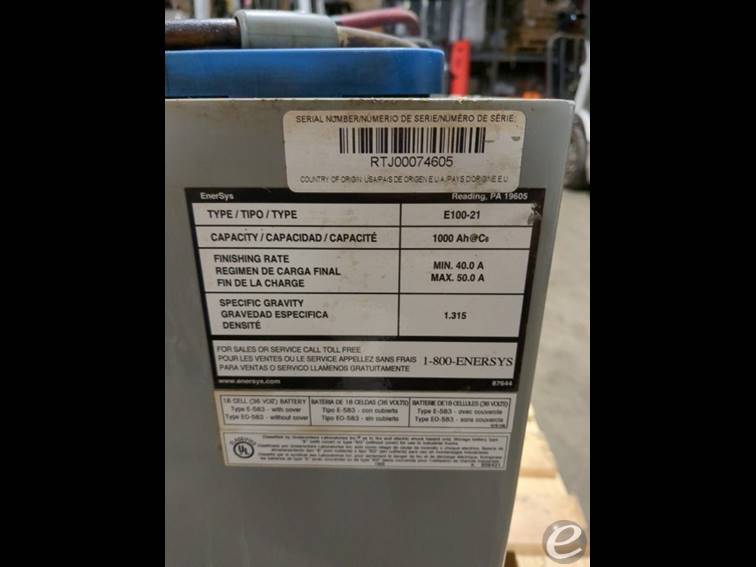 SERIAL NUMBER/NÚMERIO DE SERIE/NUMÉRO DE SÉRIE:
RTJ00074605
COUNTRY OF ORIGIN: USA/PAIS DE ORIGEN E.U.A./PAYS D'ORIGINE E.U.
EnerSys Reading, PA 19605
TYPE / TIPO / TYPE E100-21
CAPACITY / CAPACIDAD / CAPACITÉ 1000 Ah@C6
FINISHING RATE
REGIMEN DE CARGA FINAL
FIN DE LA CHARGE
MIN. 40.0 A
MAX. 50.0 A
SPECIFIC GRAVITY
GRAVEDAD ESPECIFICA
DENSITÉ
1.315
FOR SALES OR SERVICE CALL TOLL FREE
POUR LES VENTES OU LE SERVICE APPELEZ SANS FRAIS
PARA VENTAS O SERVICIO LLAMENOS GRATUITAMENTE
1-800-ENERSYS
www.enersys.com 87644
18 CELL (36 VOLT) BATTERY
Type E-583 - with cover
Type EO-583 - without cover
BATERIA DE 18 CELDAS (36 VOLTS)
Tipo E-583 - con cubierta
Tipo EO-583 - sin cubierta
BATTERIE DE 18 CELLULES (36 VOLTS)
Type E-583 - avec couvercle
Type EO-583 - sans couvercle
CLASSIFIED
UL
e